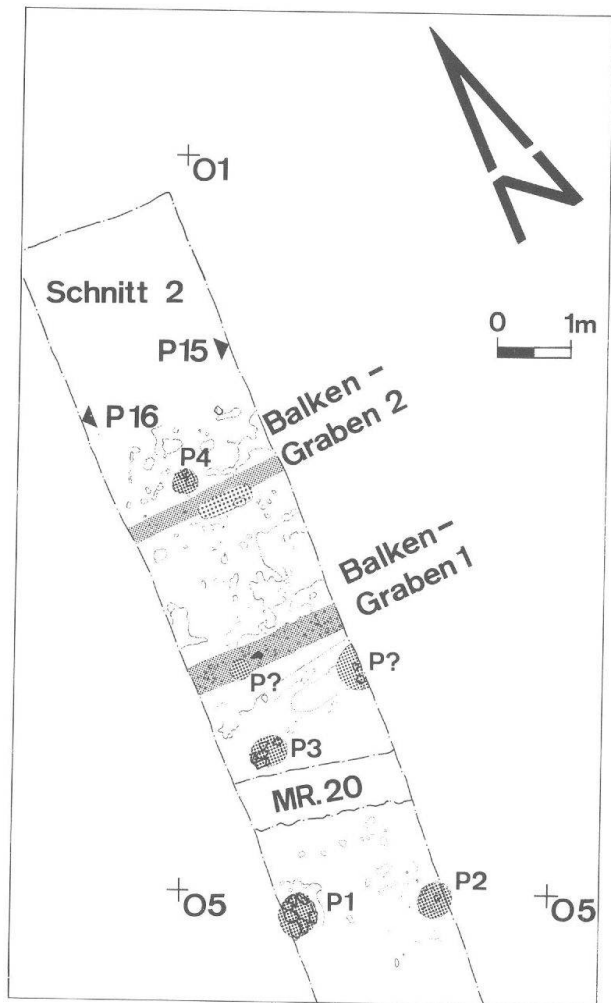 O1
Schnitt 2
0 1m
P15
P16
Balken –
Graben 2
P4
Balken –
Graben 1
P?
P?
P3
MR.20
O5
P1
P2
O5